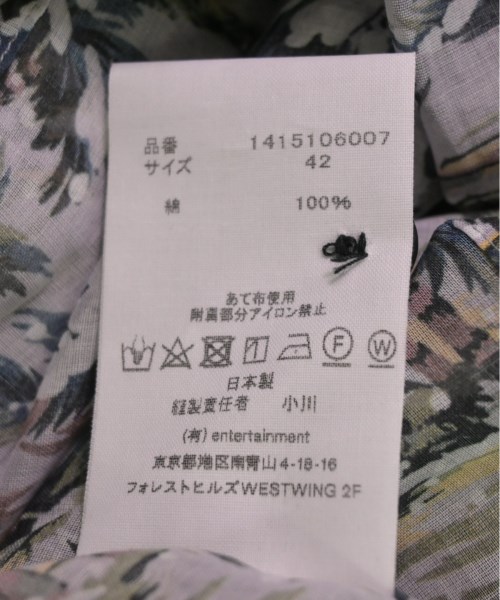 品番 1415106007
サイズ 42
綿 100%
あて布使用
附属部分アイロン禁止
F W
日本製
縫製責任者 小川
(有) entertainment
東京都港区南青山4-18-16
フォレストヒルズWESTWING 2F